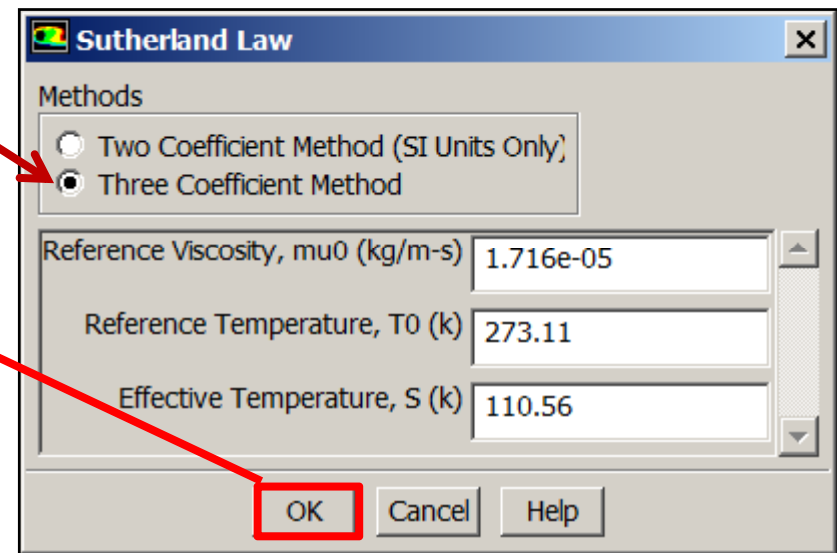 Sutherland Law
Methods
Two Coefficient Method (SI Units Only)
Three Coefficient Method
Reference Viscosity, mu0 (kg/m-s) 1.716e-05
Reference Temperature, T0 (k) 273.11
Effective Temperature, S (k) 110.56
OK Cancel Help